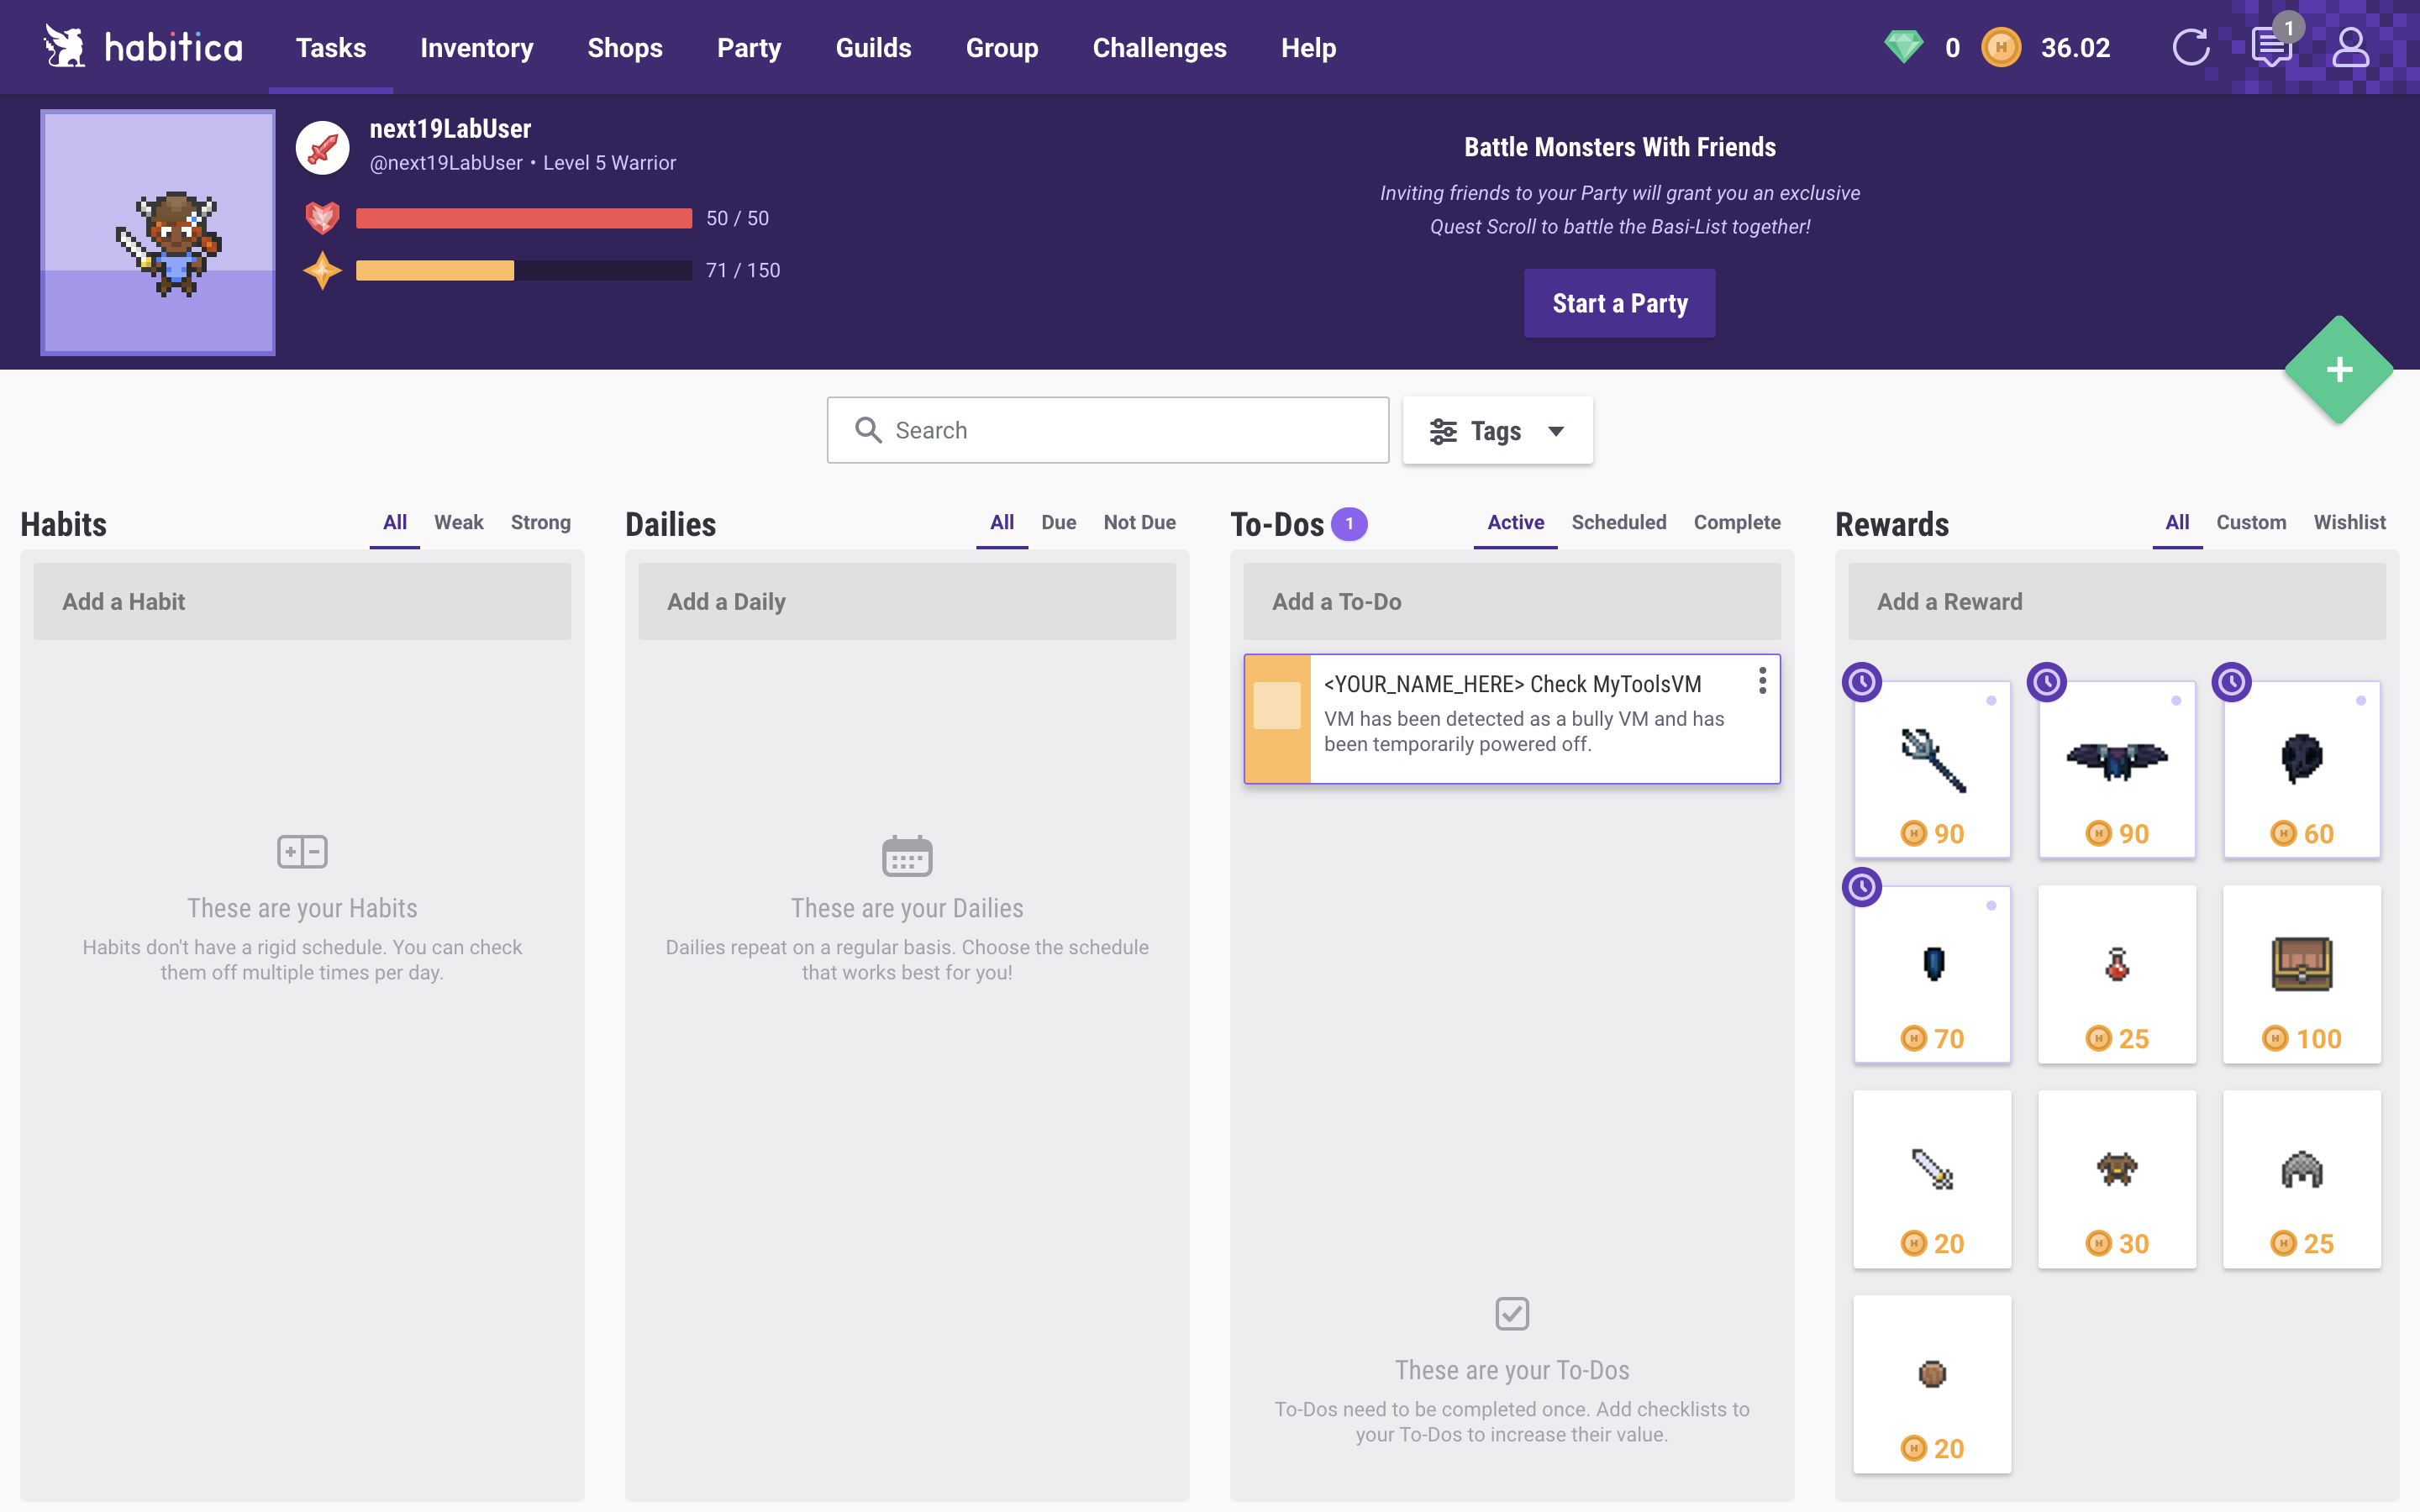 habitica Tasks Inventory Shops Party Guilds Group Challenges Help 0 36.02 1
next19LabUser
@next19LabUser • Level 5 Warrior
50 / 50
71 / 150
Battle Monsters With Friends
Inviting friends to your Party will grant you an exclusive
Quest Scroll to battle the Basi-List together!
Start a Party
Search
Tags
Habits All Weak Strong
Add a Habit
These are your Habits
Habits don't have a rigid schedule. You can check
them off multiple times per day.
Dailies All Due Not Due
Add a Daily
These are your Dailies
Dailies repeat on a regular basis. Choose the schedule
that works best for you!
To-Dos 1 Active Scheduled Complete
Add a To-Do
<YOUR_NAME_HERE> Check MyToolsVM
VM has been detected as a bully VM and has
been temporarily powered off.
These are your To-Dos
To-Dos need to be completed once. Add checklists to
your To-Dos to increase their value.
Rewards All Custom Wishlist
Add a Reward
90 90 60
70 25 100
20 30 25
20